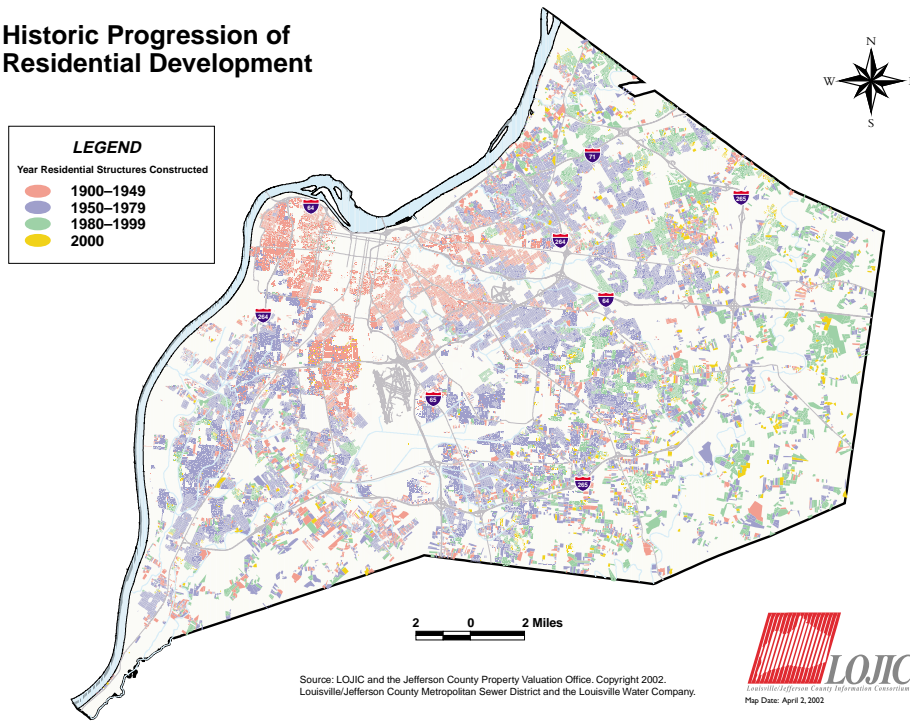 Historic Progression of
Residential Development
N
W
S
LEGEND
Year Residential Structures Constructed
1900–1949
1950–1979
1980–1999
2000
71
64
265
264
64
264
65
265
2 0 2 Miles
Source: LOJIC and the Jefferson County Property Valuation Office. Copyright 2002.
Louisville/Jefferson County Metropolitan Sewer District and the Louisville Water Company.
LOJIC
Louisville/Jefferson County Information Consortium
Map Date: April 2, 2002